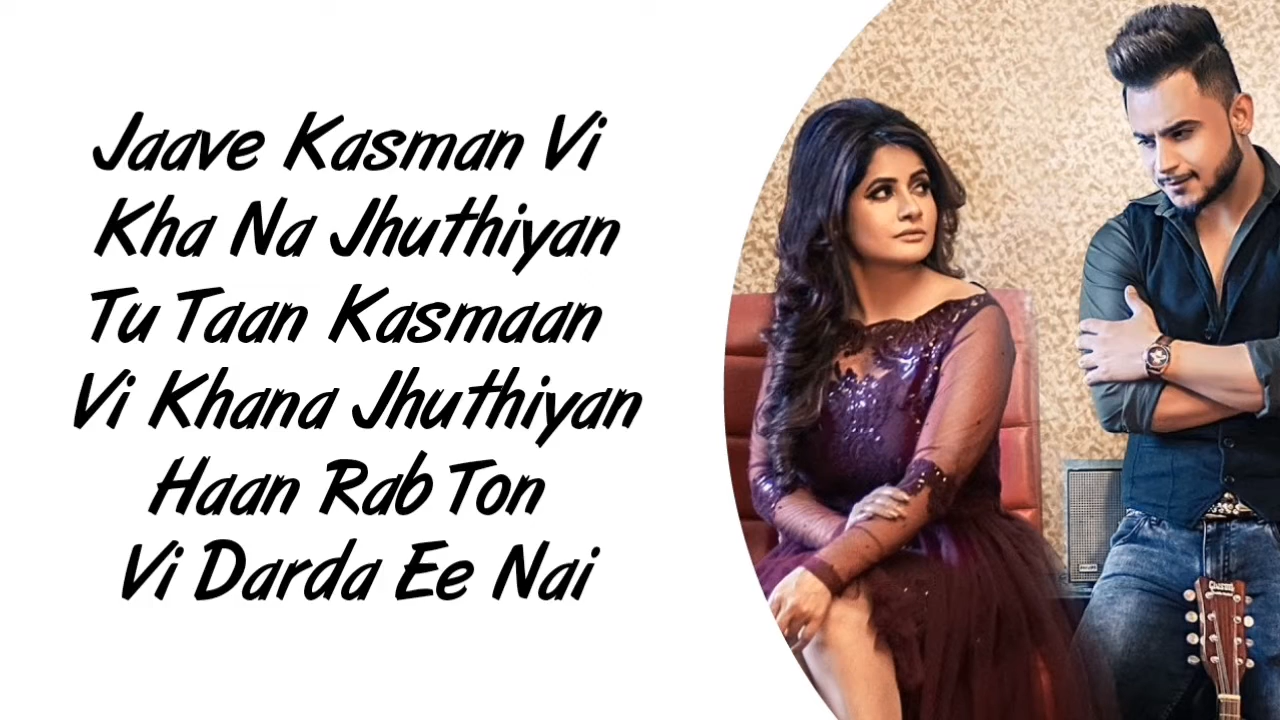 Jaave Kasman Vi
Kha Na Jhuthiyan
Tu Taan Kasmaan
Vi Khana Jhuthiyan
Haan Rab Ton
Vi Darda Ee Nai